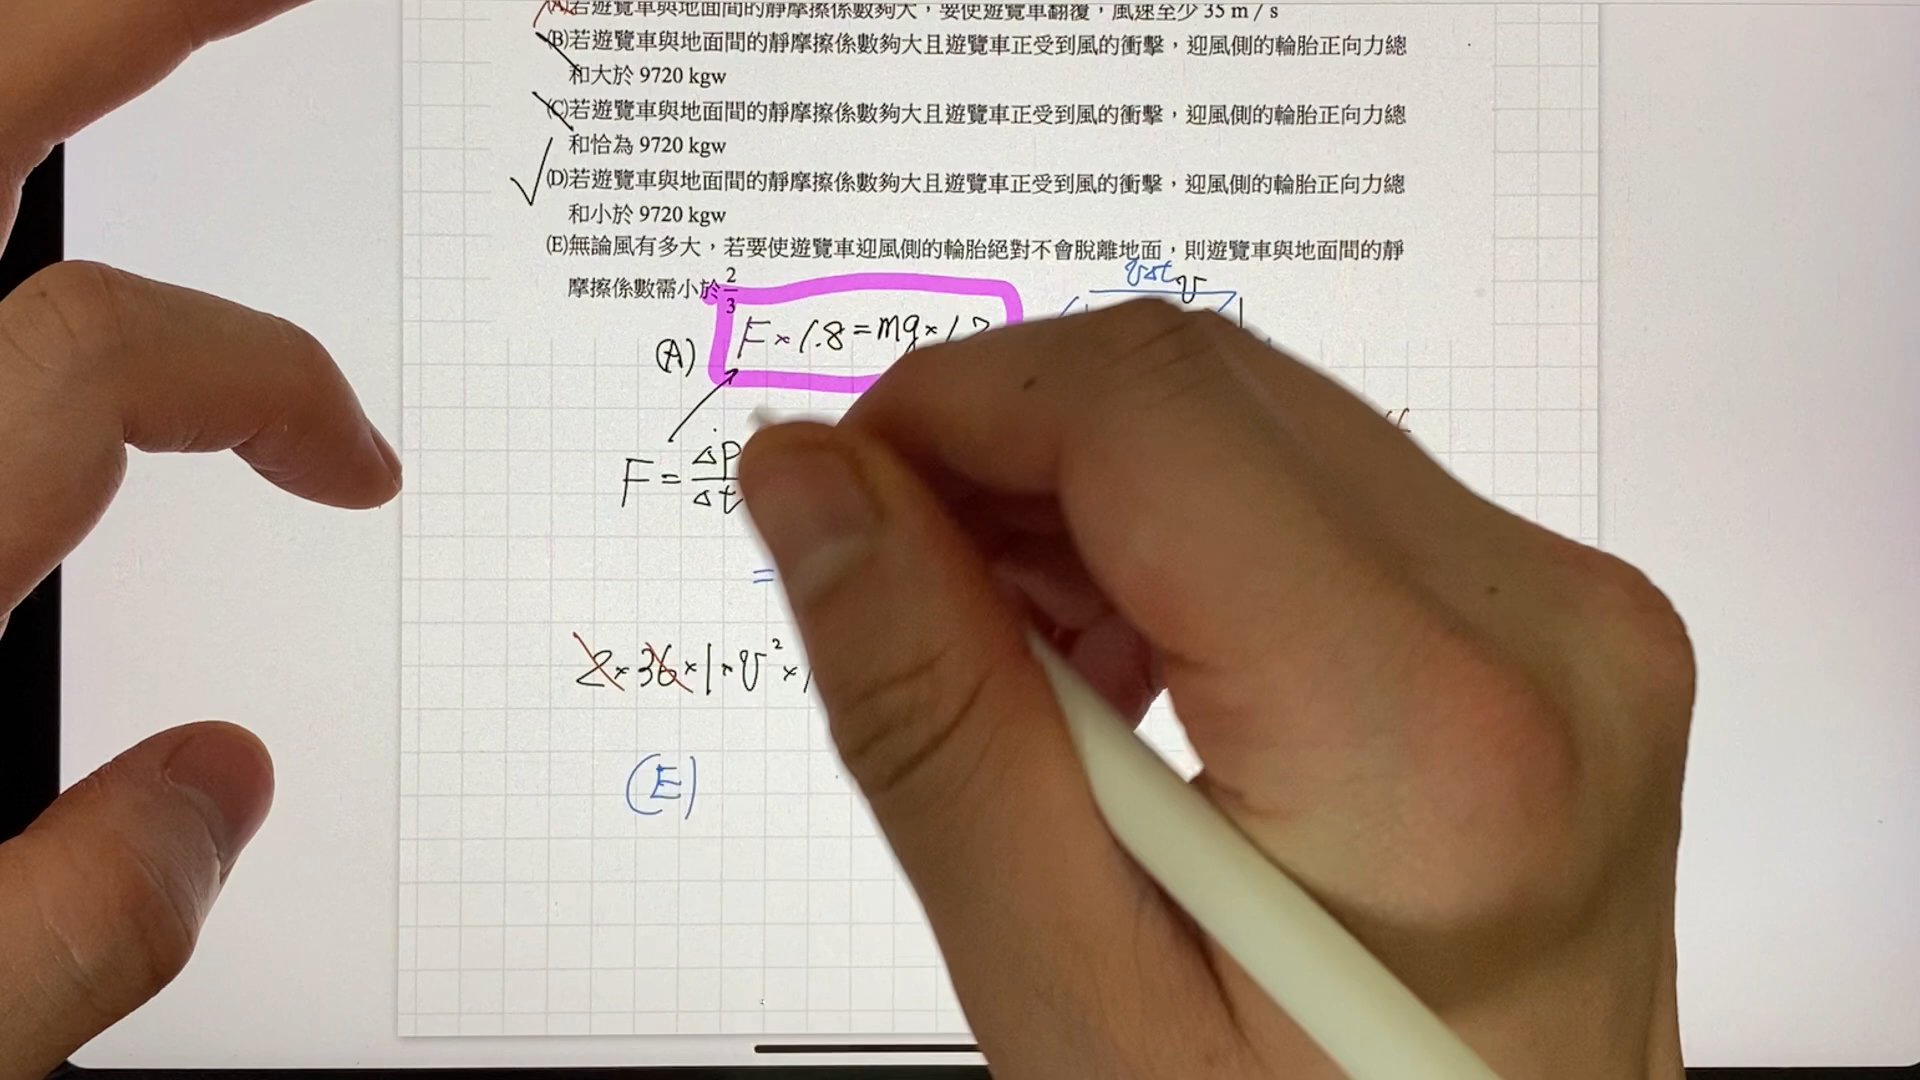 (A)若遊覽車與地面間的靜摩擦係數夠大，要使遊覽車翻覆，風速至少 35 m / s
(B)若遊覽車與地面間的靜摩擦係數夠大且遊覽車正受到風的衝擊，迎風側的輪胎正向力總
和大於 9720 kgw
(C)若遊覽車與地面間的靜摩擦係數夠大且遊覽車正受到風的衝擊，迎風側的輪胎正向力總
和恰為 9720 kgw
(D)若遊覽車與地面間的靜摩擦係數夠大且遊覽車正受到風的衝擊，迎風側的輪胎正向力總
和小於 9720 kgw
(E)無論風有多大，若要使遊覽車迎風側的輪胎絕對不會脫離地面，則遊覽車與地面間的靜
摩擦係數需小於 2/3
vΔt v
(A) F × 1.8 = mg × 1.2
F = ΔP/Δt
=
2 × 36 × 1 × v² ×
(E)